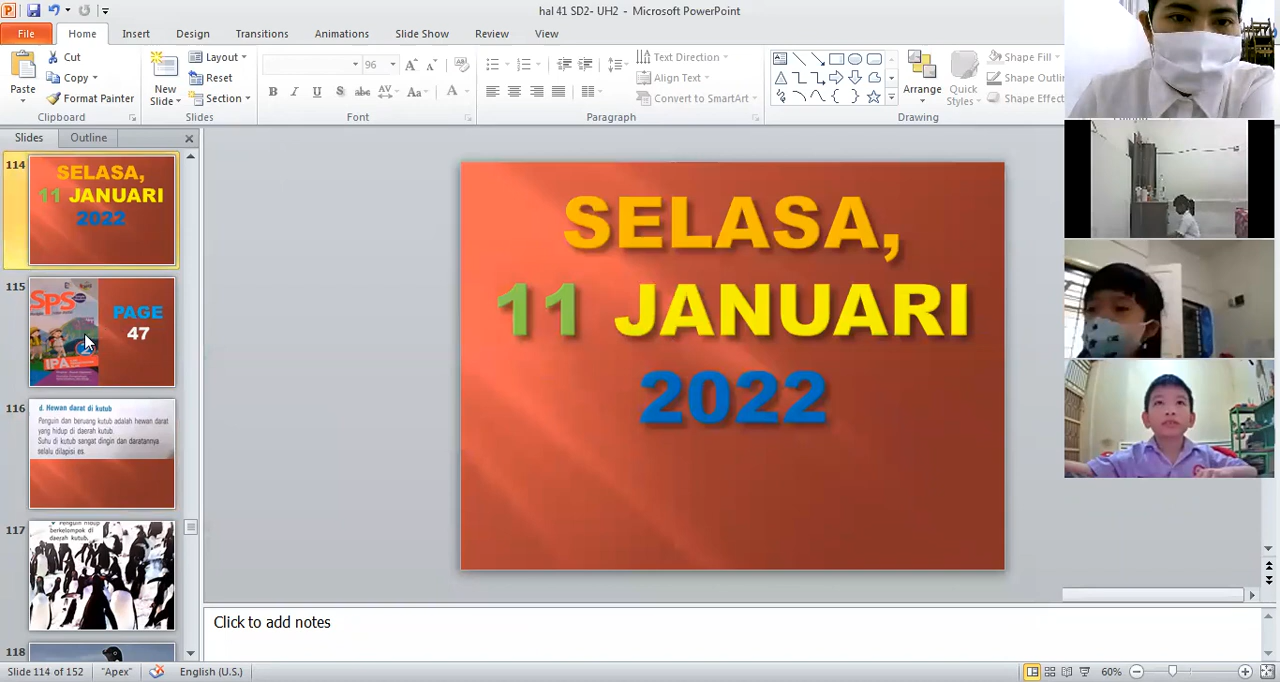 hal 41 SD2- UH2 - Microsoft PowerPoint
File Home Insert Design Transitions Animations Slide Show Review View
Cut
Copy
Format Painter
Paste
Clipboard
New
Slide
Layout
Reset
Section
Slides
96
Font
Text Direction
Align Text
Convert to SmartArt
Paragraph
Arrange
Quick
Styles
Shape Fill
Shape Outlin
Shape Effect
Drawing
Slides Outline
114
SELASA,
11 JANUARI
2022
115
SPS
IPA
2
PAGE
47
116
d. Hewan darat di kutub
Penguin dan beruang kutub adalah hewan darat
yang hidup di daerah kutub.
Suhu di kutub sangat dingin dan daratannya
selalu dilapisi es.
117
Penguin hidup
berkelompok di
daerah kutub.
118
SELASA,
11 JANUARI
2022
Click to add notes
Slide 114 of 152 "Apex" English (U.S.) 60%